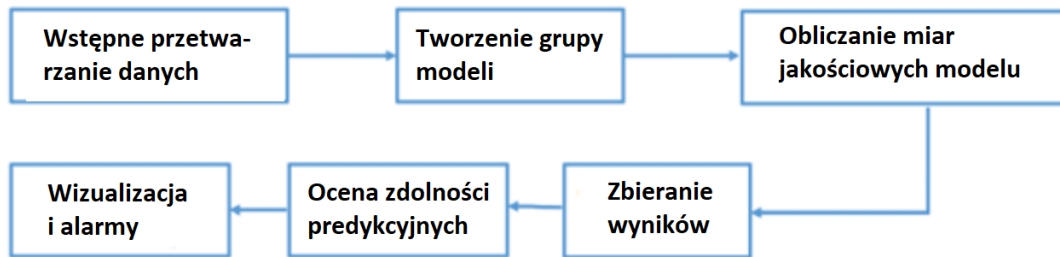 Wstępne przetwa-
rzanie danych
Tworzenie grupy
modeli
Obliczanie miar
jakościowych modelu
Zbieranie
wyników
Ocena zdolności
predykcyjnych
Wizualizacja
i alarmy